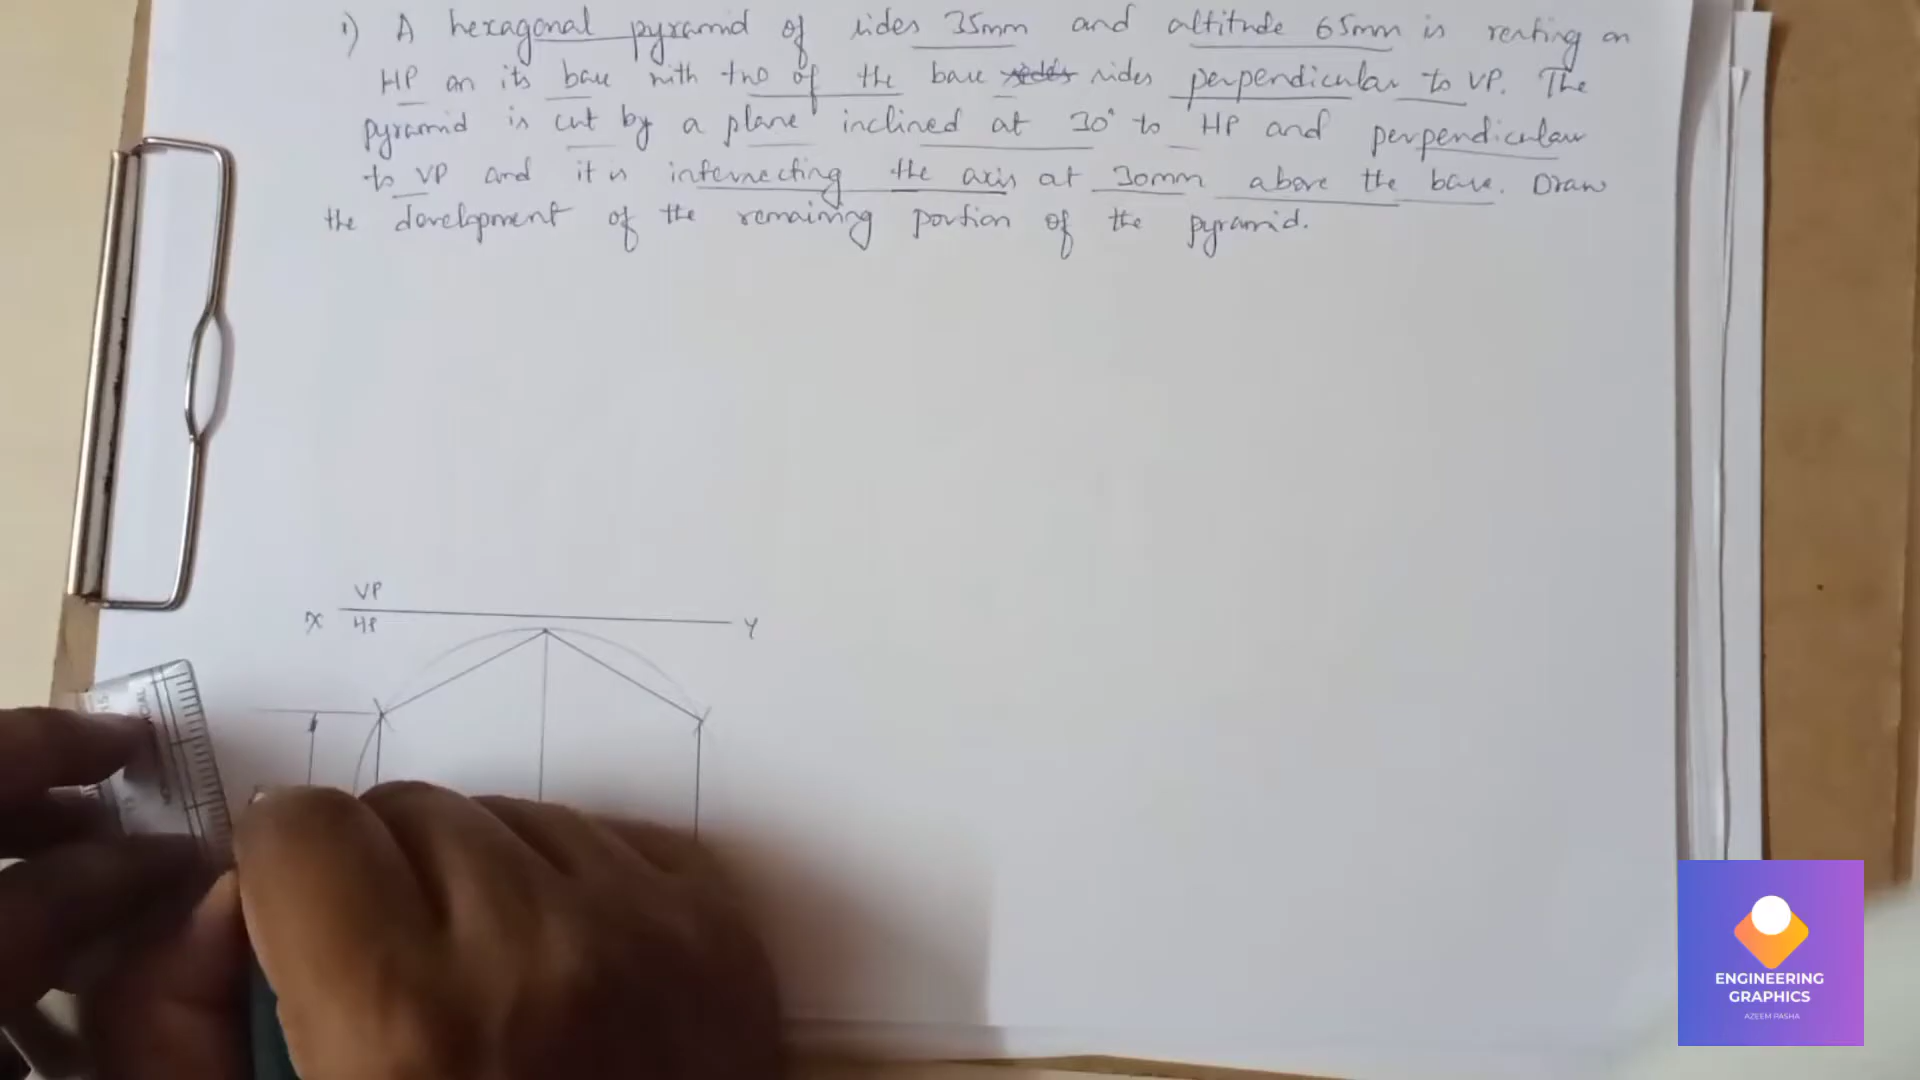 1) A hexagonal pyramid of sides 35mm and altitude 65mm is resting on
HP on its base with two of the base sides perpendicular to VP. The
pyramid is cut by a plane inclined at 30° to HP and perpendicular
to VP and it is intersecting the axis at 30mm above the base. Draw
the development of the remaining portion of the pyramid.
VP
X HP Y
ENGINEERING
GRAPHICS
AZEEM PASHA